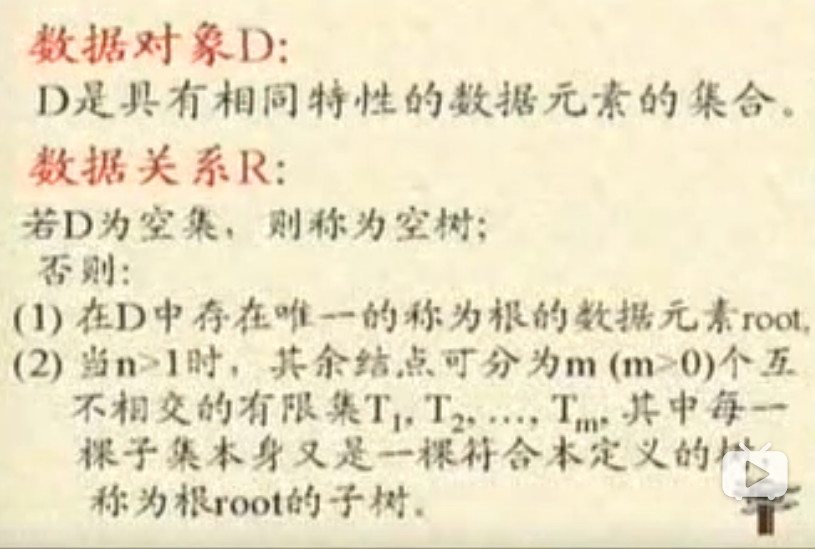 数据对象D:
D是具有相同特性的数据元素的集合。
数据关系R:
若D为空集，则称为空树;
否则:
(1) 在D中存在唯一的称为根的数据元素root,
(2) 当n>1时，其余结点可分为m (m>0)个互
不相交的有限集T1, T2, …, Tm, 其中每一
棵子集本身又是一棵符合本定义的
称为根root的子树。